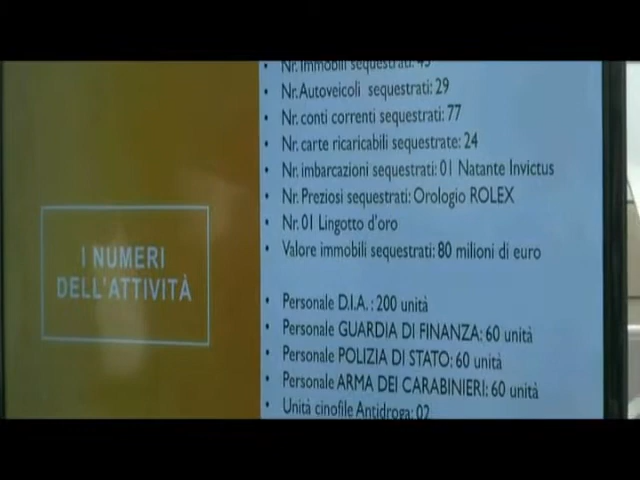 I NUMERI
DELL'ATTIVITÀ
Nr. Immobili sequestrati:
Nr. Autoveicoli sequestrati: 29
Nr. conti correnti sequestrati: 77
Nr. carte ricaricabili sequestrate: 24
Nr. imbarcazioni sequestrati: 01 Natante Invictus
Nr. Preziosi sequestrati: Orologio ROLEX
Nr. 01 Lingotto d'oro
Valore immobili sequestrati: 80 milioni di euro
Personale D.I.A. : 200 unità
Personale GUARDIA DI FINANZA: 60 unità
Personale POLIZIA DI STATO: 60 unità
Personale ARMA DEI CARABINIERI: 60 unità
Unità cinofile Antidroga: 02